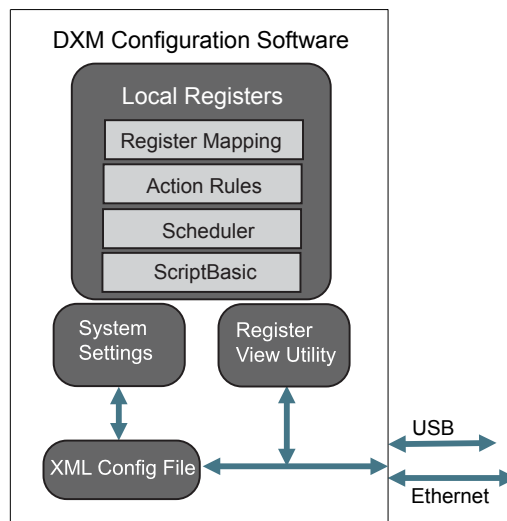 DXM Configuration Software
Local Registers
Register Mapping
Action Rules
Scheduler
ScriptBasic
System
Settings
Register
View Utility
XML Config File
USB
Ethernet